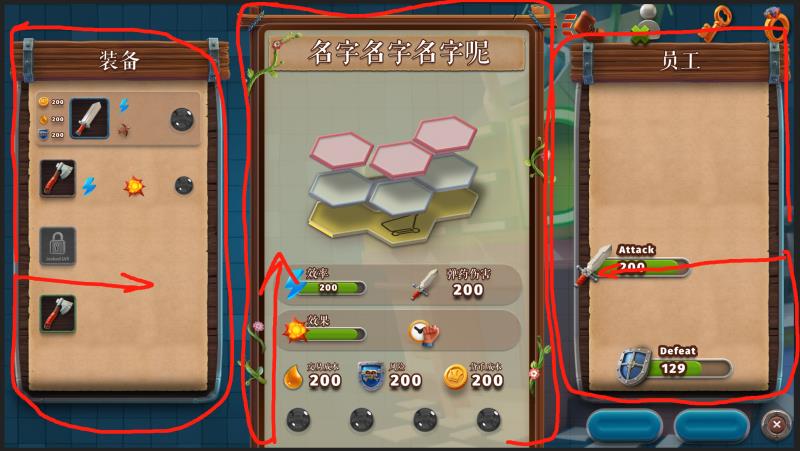 装备
200
200
200
Locked Lv8
名字名字名字呢
效率
200
弹药伤害
200
效果
交易成本
200
风险
200
货币成本
200
员工
Attack
200
Defeat
129